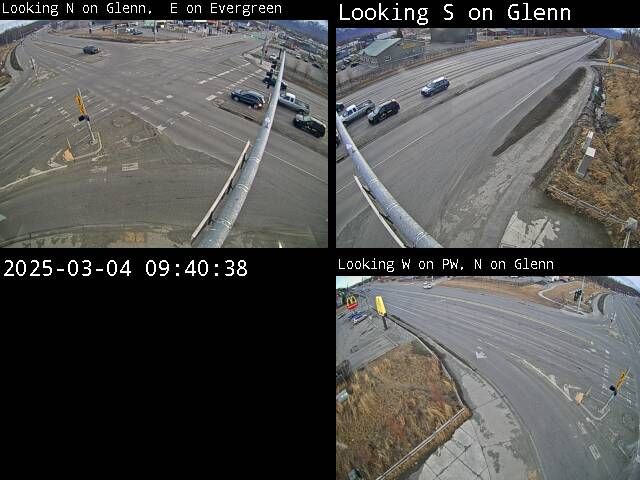 Looking N on Glenn,  E on Evergreen
Looking S on Glenn
2025-03-04 09:40:38
Looking W on PW, N on Glenn